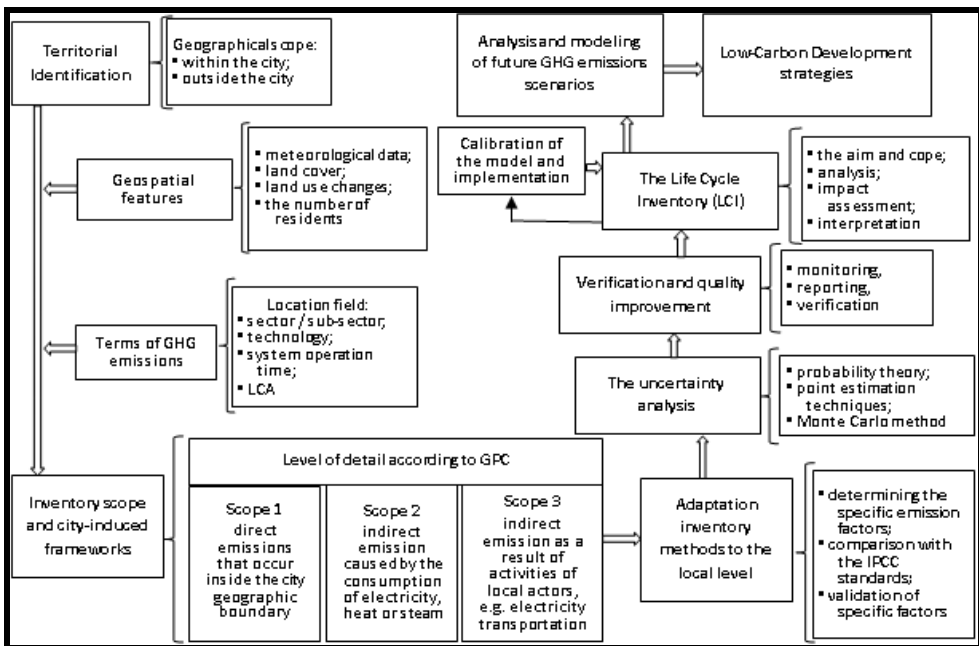 Territorial
Identification
Geographicals cope:
▪ within the city;
▪ outside the city
Geospatial
features
▪ meteorological data;
▪ land cover;
▪ land use changes;
▪ the number of
residents
Terms of GHG
emissions
Location field:
▪ sector / sub-sector;
▪ technology;
▪ system operation
time;
▪ LCA
Inventory scope
and city-induced
frameworks
Level of detail according to GPC
Scope 1
direct
emissions
that occur
inside the city
geographic
boundary
Scope 2
indirect
emission
caused by the
consumption
of electricity,
heat or steam
Scope 3
indirect
emission as a
result of
activities of
local actors,
e.g. electricity
transportation
Adaptation
inventory
methods to the
local level
▪ determining the
specific emission
factors;
▪ comparison with
the IPCC
standards;
▪ validation of
specific factors
The uncertainty
analysis
▪ probability theory;
▪ point estimation
techniques;
▪ Monte Carlo method
Verification and quality
improvement
▪ monitoring,
▪ reporting,
▪ verification
The Life Cycle
Inventory (LCI)
▪ the aim and cope;
▪ analysis;
▪ impact
assessment;
▪ interpretation
Calibration of
the model and
implementation
Analysis and modeling
of future GHG emissions
scenarios
Low-Carbon Development
strategies